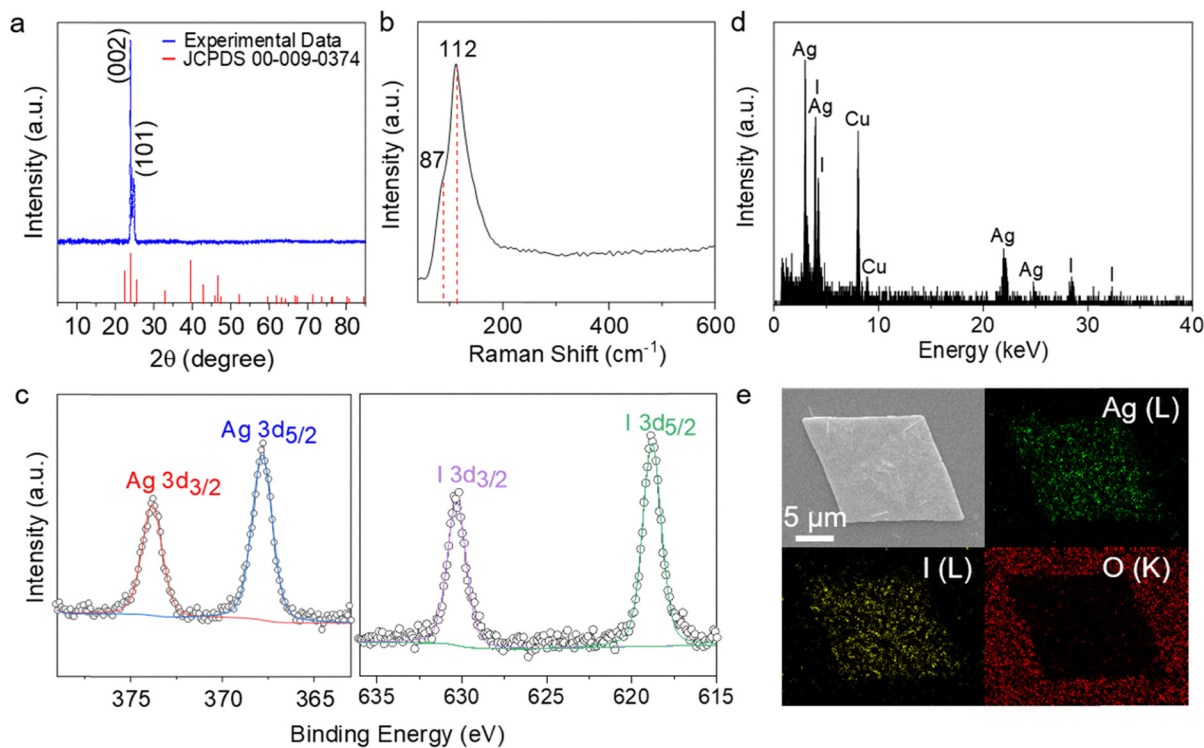 a
Experimental Data
JCPDS 00-009-0374
(002)
(101)
Intensity (a.u.)
5 10 20 30 40 50 60 70 80
2θ (degree)
b
112
87
Intensity (a.u.)
200 400 600
Raman Shift (cm⁻¹)
d
Ag
I
Ag
I
Cu
Cu
Ag
Ag
I
I
Intensity (a.u.)
0 10 20 30 40
Energy (keV)
c
Ag 3d3/2
Ag 3d5/2
I 3d3/2
I 3d5/2
Intensity (a.u.)
375 370 365
635 630 625 620 615
Binding Energy (eV)
e
5 μm
Ag (L)
I (L)
O (K)